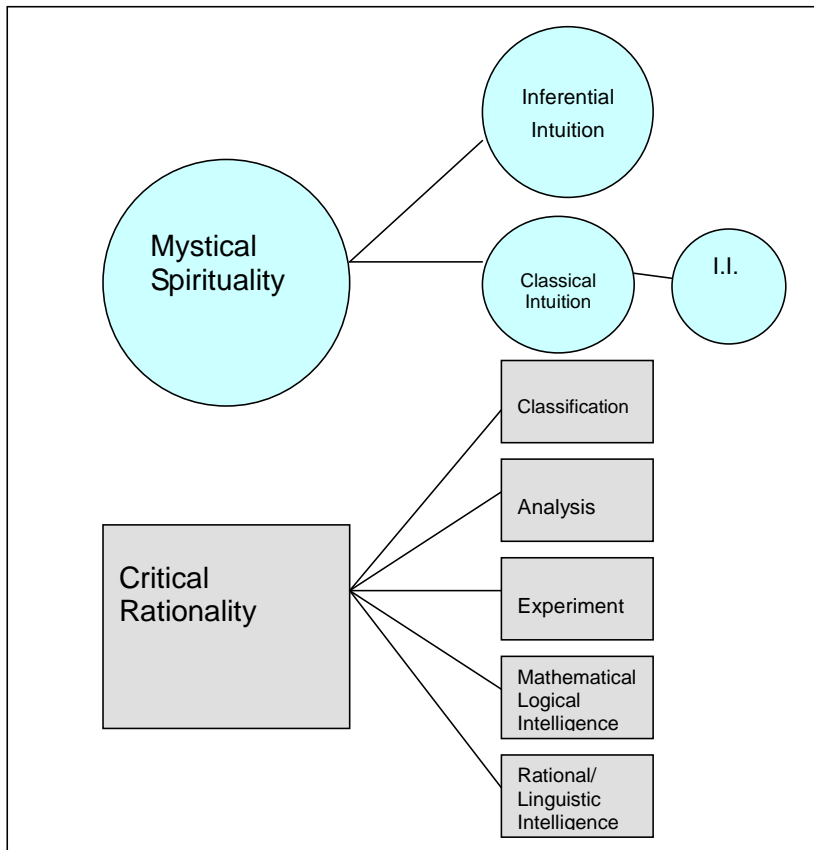 Inferential
Intuition
Mystical
Spirituality
Classical
Intuition
I.I.
Classification
Analysis
Experiment
Critical
Rationality
Mathematical
Logical
Intelligence
Rational/
Linguistic
Intelligence